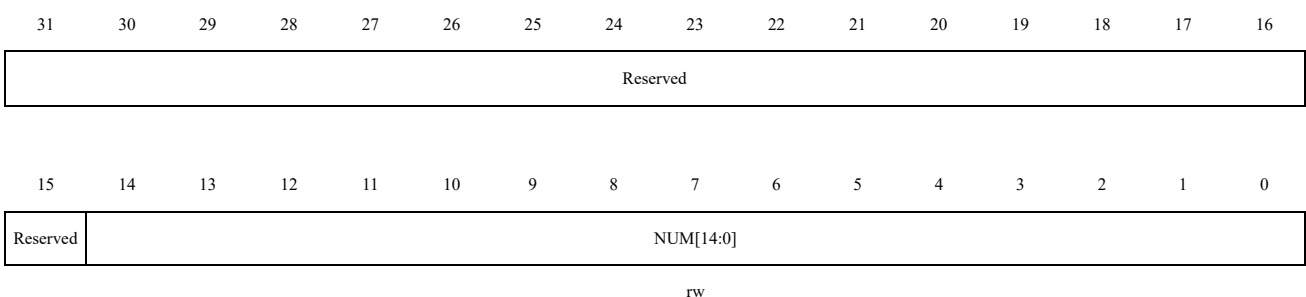 31 30 29 28 27 26 25 24 23 22 21 20 19 18 17 16
Reserved
15 14 13 12 11 10 9 8 7 6 5 4 3 2 1 0
Reserved NUM[14:0]
rw